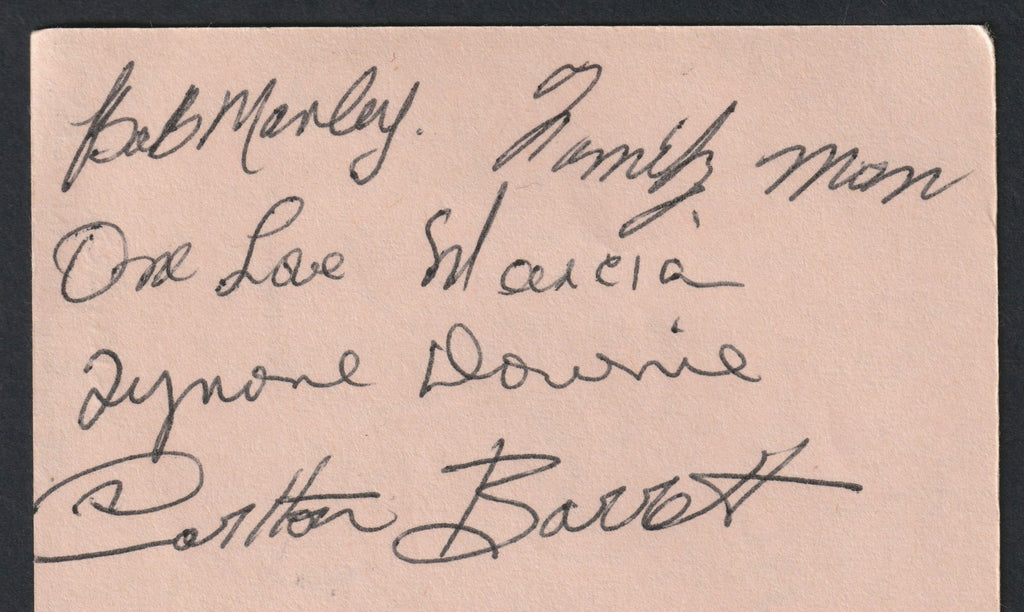 Bob Marley. Family Man
One Love Marcia
Tyrone Downie
Carlton Barrett